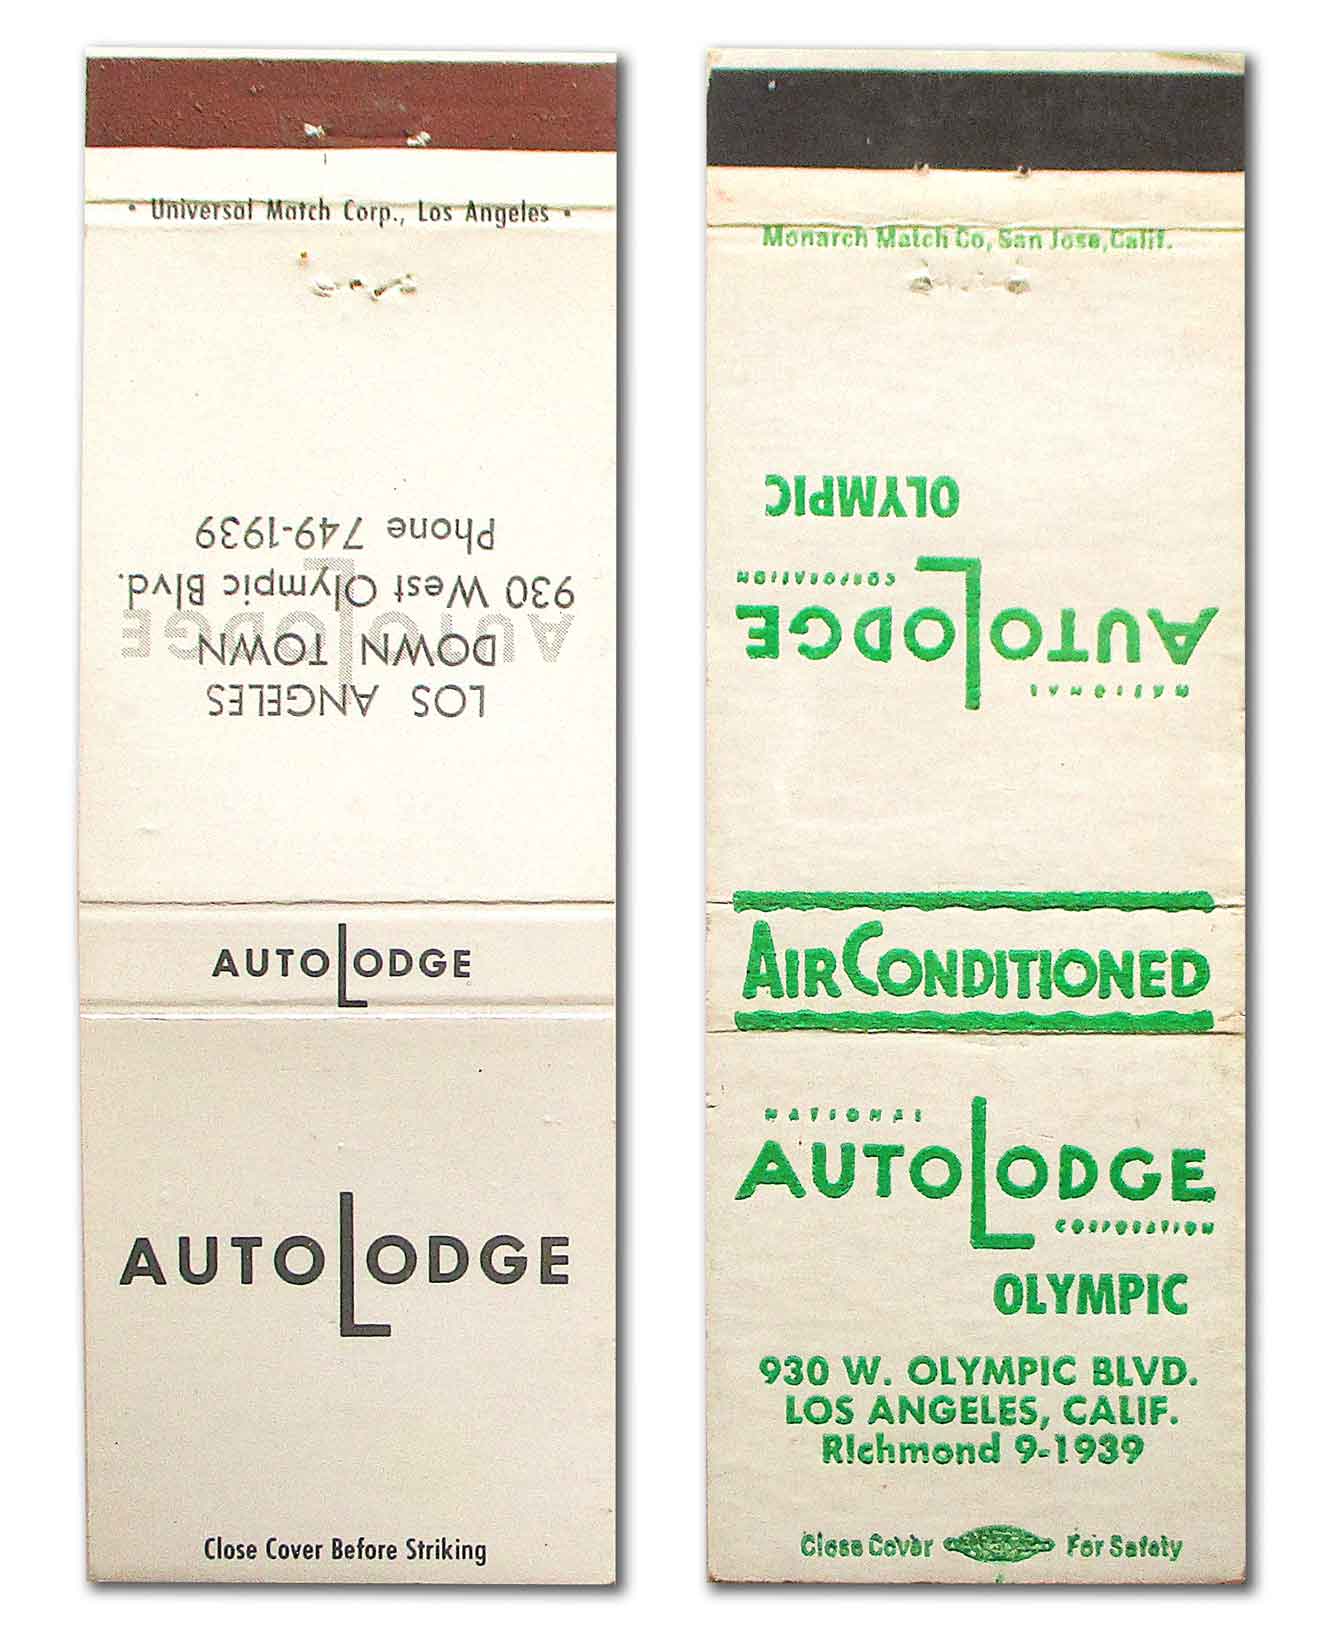 • Universal Match Corp., Los Angeles •
Phone 749-1939
930 West Olympic Blvd.
DOWN TOWN
LOS ANGELES
AUTOLODGE
AUTOLODGE
AUTOLODGE
Close Cover Before Striking
Monarch Match Co, San Jose, Calif.
OLYMPIC
CORPORATION
AUTOLODGE
NATIONAL
AIR CONDITIONED
NATIONAL
AUTOLODGE
CORPORATION
OLYMPIC
930 W. OLYMPIC BLVD.
LOS ANGELES, CALIF.
RIchmond 9-1939
Close Cover For Safety